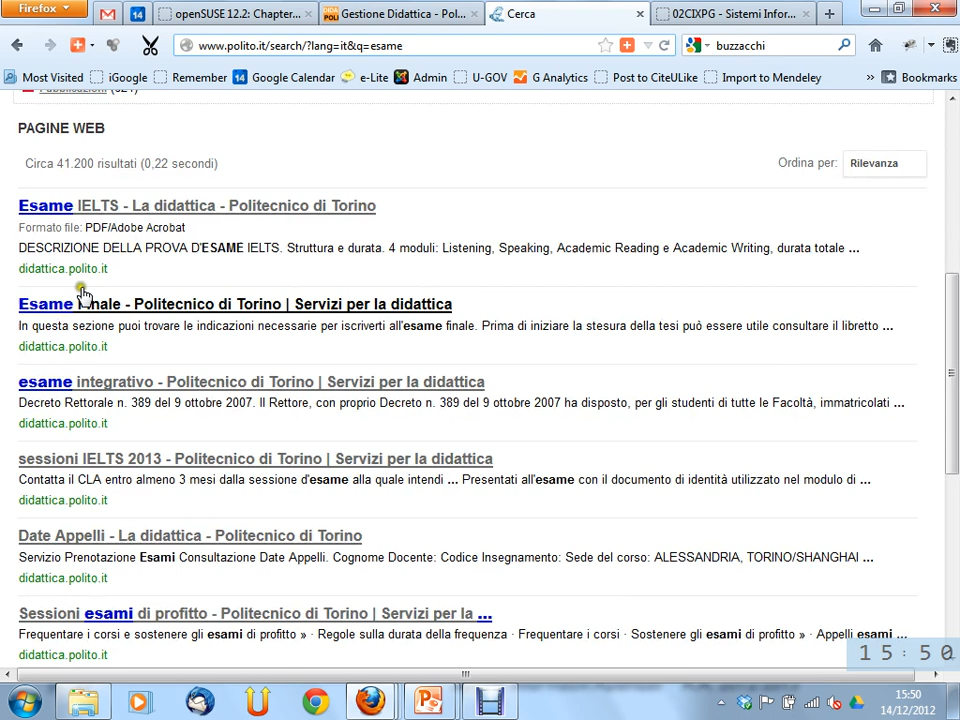 Firefox
14
openSUSE 12.2: Chapter...
DIDA POLI
Gestione Didattica - Pol...
Cerca
02CIXPG - Sistemi Infor...
www.polito.it/search/?lang=it&q=esame
buzzacchi
Most Visited
iGoogle
Remember
14
Google Calendar
e-Lite
Admin
U-GOV
G Analytics
Post to CiteULike
Import to Mendeley
»
Bookmarks
PAGINE WEB
Circa 41.200 risultati (0,22 secondi)
Ordina per:
Rilevanza
Esame IELTS - La didattica - Politecnico di Torino
Formato file: PDF/Adobe Acrobat
DESCRIZIONE DELLA PROVA D'ESAME IELTS. Struttura e durata. 4 moduli: Listening, Speaking, Academic Reading e Academic Writing, durata totale ...
didattica.polito.it
Esame finale - Politecnico di Torino | Servizi per la didattica
In questa sezione puoi trovare le indicazioni necessarie per iscriverti all'esame finale. Prima di iniziare la stesura della tesi può essere utile consultare il libretto ...
didattica.polito.it
esame integrativo - Politecnico di Torino | Servizi per la didattica
Decreto Rettorale n. 389 del 9 ottobre 2007. Il Rettore, con proprio Decreto n. 389 del 9 ottobre 2007 ha disposto, per gli studenti di tutte le Facoltà, immatricolati ...
didattica.polito.it
sessioni IELTS 2013 - Politecnico di Torino | Servizi per la didattica
Contatta il CLA entro almeno 3 mesi dalla sessione d'esame alla quale intendi ... Presentati all'esame con il documento di identità utilizzato nel modulo di ...
didattica.polito.it
Date Appelli - La didattica - Politecnico di Torino
Servizio Prenotazione Esami Consultazione Date Appelli. Cognome Docente: Codice Insegnamento: Sede del corso: ALESSANDRIA, TORINO/SHANGHAI ...
didattica.polito.it
Sessioni esami di profitto - Politecnico di Torino | Servizi per la ...
Frequentare i corsi e sostenere gli esami di profitto » · Regole sulla durata della frequenza · Frequentare i corsi · Sostenere gli esami di profitto » · Appelli esami ...
didattica.polito.it
15:50
15:50
14/12/2012